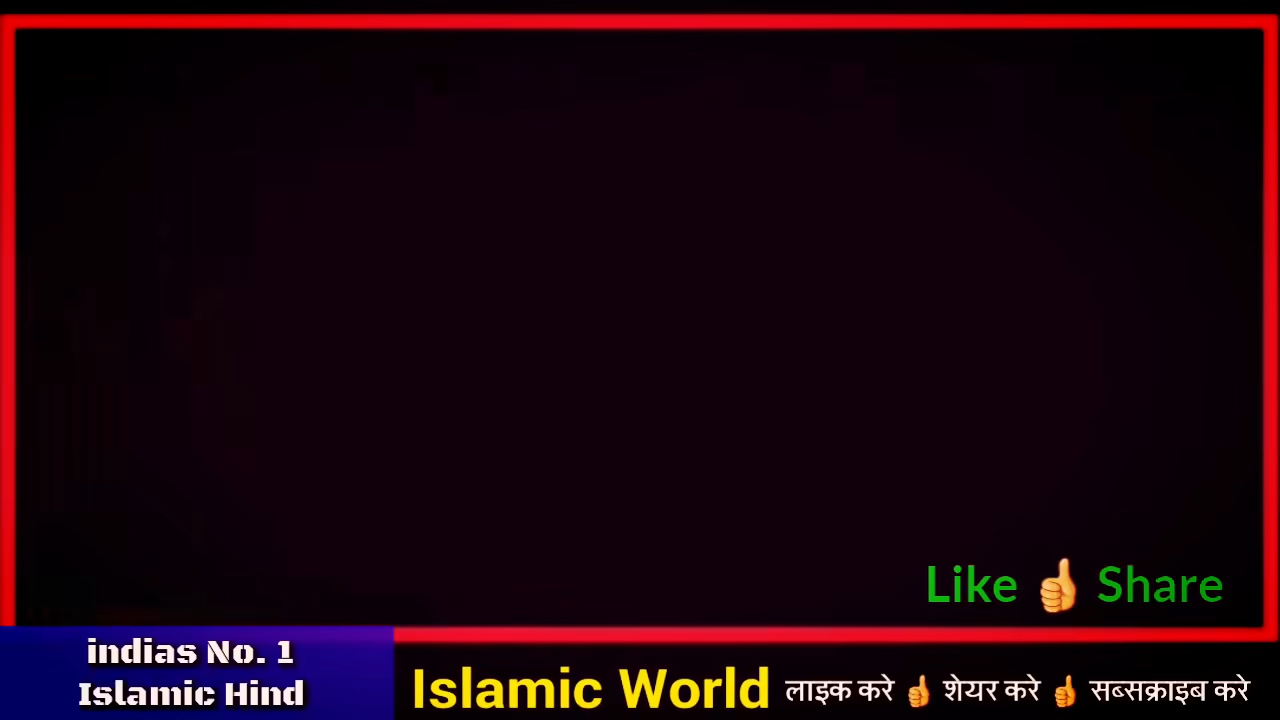 Like 👍 Share
indias No. 1
Islamic Hind
Islamic World लाइक करे 👍 शेयर करे 👍 सब्सक्राइब करे